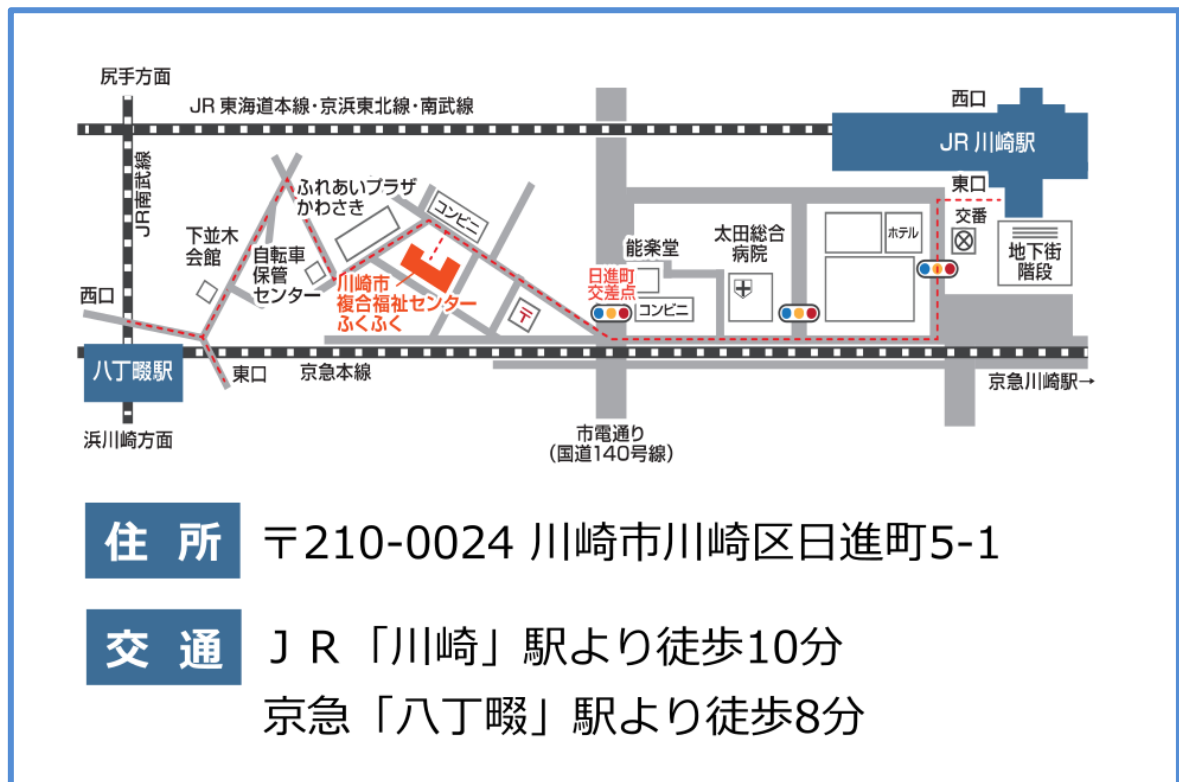 尻手方面
JR 東海道本線・京浜東北線・南武線
西口
JR 川崎駅
東口
JR南武線
ふれあいプラザ
かわさき
コンビニ
下並木
会館
自転車
保管
センター
川崎市
複合福祉センター
ふくふく
〒
日進町
交差点
能楽堂
コンビニ
太田総合
病院
ホテル
交番
地下街
階段
西口
八丁畷駅
東口
京急本線
京急川崎駅→
浜川崎方面
市電通り
(国道140号線)
住 所 〒210-0024 川崎市川崎区日進町5-1
交 通 JR「川崎」駅より徒歩10分
京急「八丁畷」駅より徒歩8分